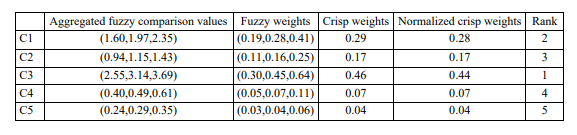 Aggregated fuzzy comparison values Fuzzy weights Crisp weights Normalized crisp weights Rank
C1 (1.60,1.97,2.35) (0.19,0.28,0.41) 0.29 0.28 2
C2 (0.94,1.15,1.43) (0.11,0.16,0.25) 0.17 0.17 3
C3 (2.55,3.14,3.69) (0.30,0.45,0.64) 0.46 0.44 1
C4 (0.40,0.49,0.61) (0.05,0.07,0.11) 0.07 0.07 4
C5 (0.24,0.29,0.35) (0.03,0.04,0.06) 0.04 0.04 5